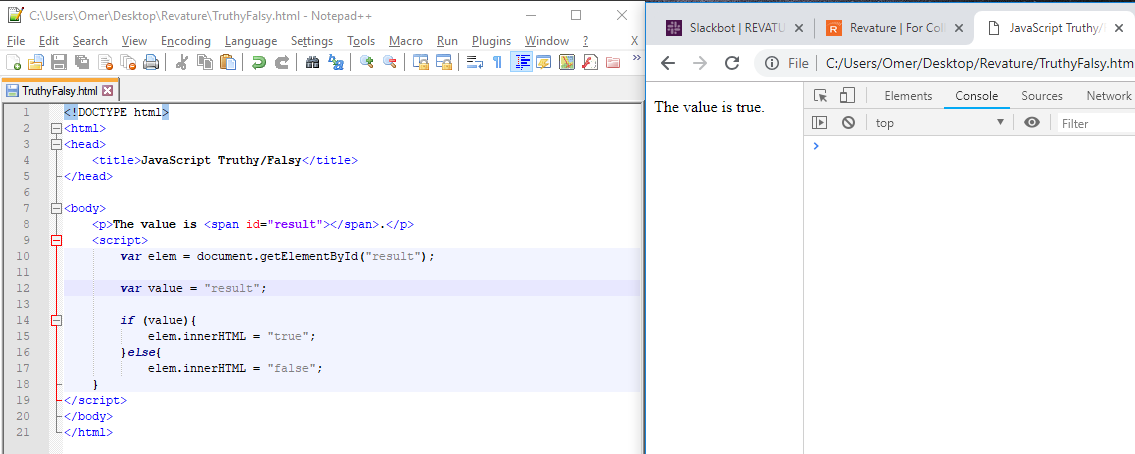 C:\Users\Omer\Desktop\Revature\TruthyFalsy.html - Notepad++
File Edit Search View Encoding Language Settings Tools Macro Run Plugins Window ? X
TruthyFalsy.html
1 <!DOCTYPE html>
2 <html>
3 <head>
4 <title>JavaScript Truthy/Falsy</title>
5 </head>
6
7 <body>
8 <p>The value is <span id="result"></span>.</p>
9 <script>
10 var elem = document.getElementById("result");
11
12 var value = "result";
13
14 if (value){
15 elem.innerHTML = "true";
16 }else{
17 elem.innerHTML = "false";
18 }
19 </script>
20 </body>
21 </html>
Slackbot | REVATU
Revature | For Coll
JavaScript Truthy/
File C:/Users/Omer/Desktop/Revature/TruthyFalsy.htm
The value is true.
Elements Console Sources Network
top Filter